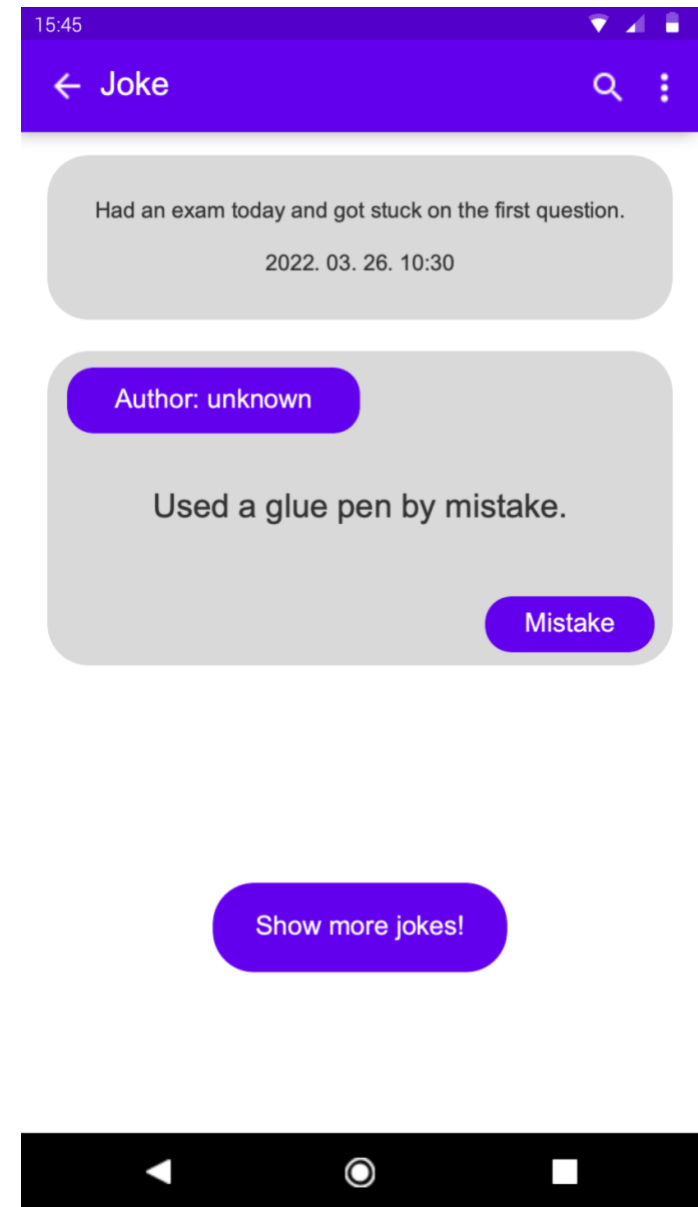 15:45
Joke
Had an exam today and got stuck on the first question.
2022. 03. 26. 10:30
Author: unknown
Used a glue pen by mistake.
Mistake
Show more jokes!